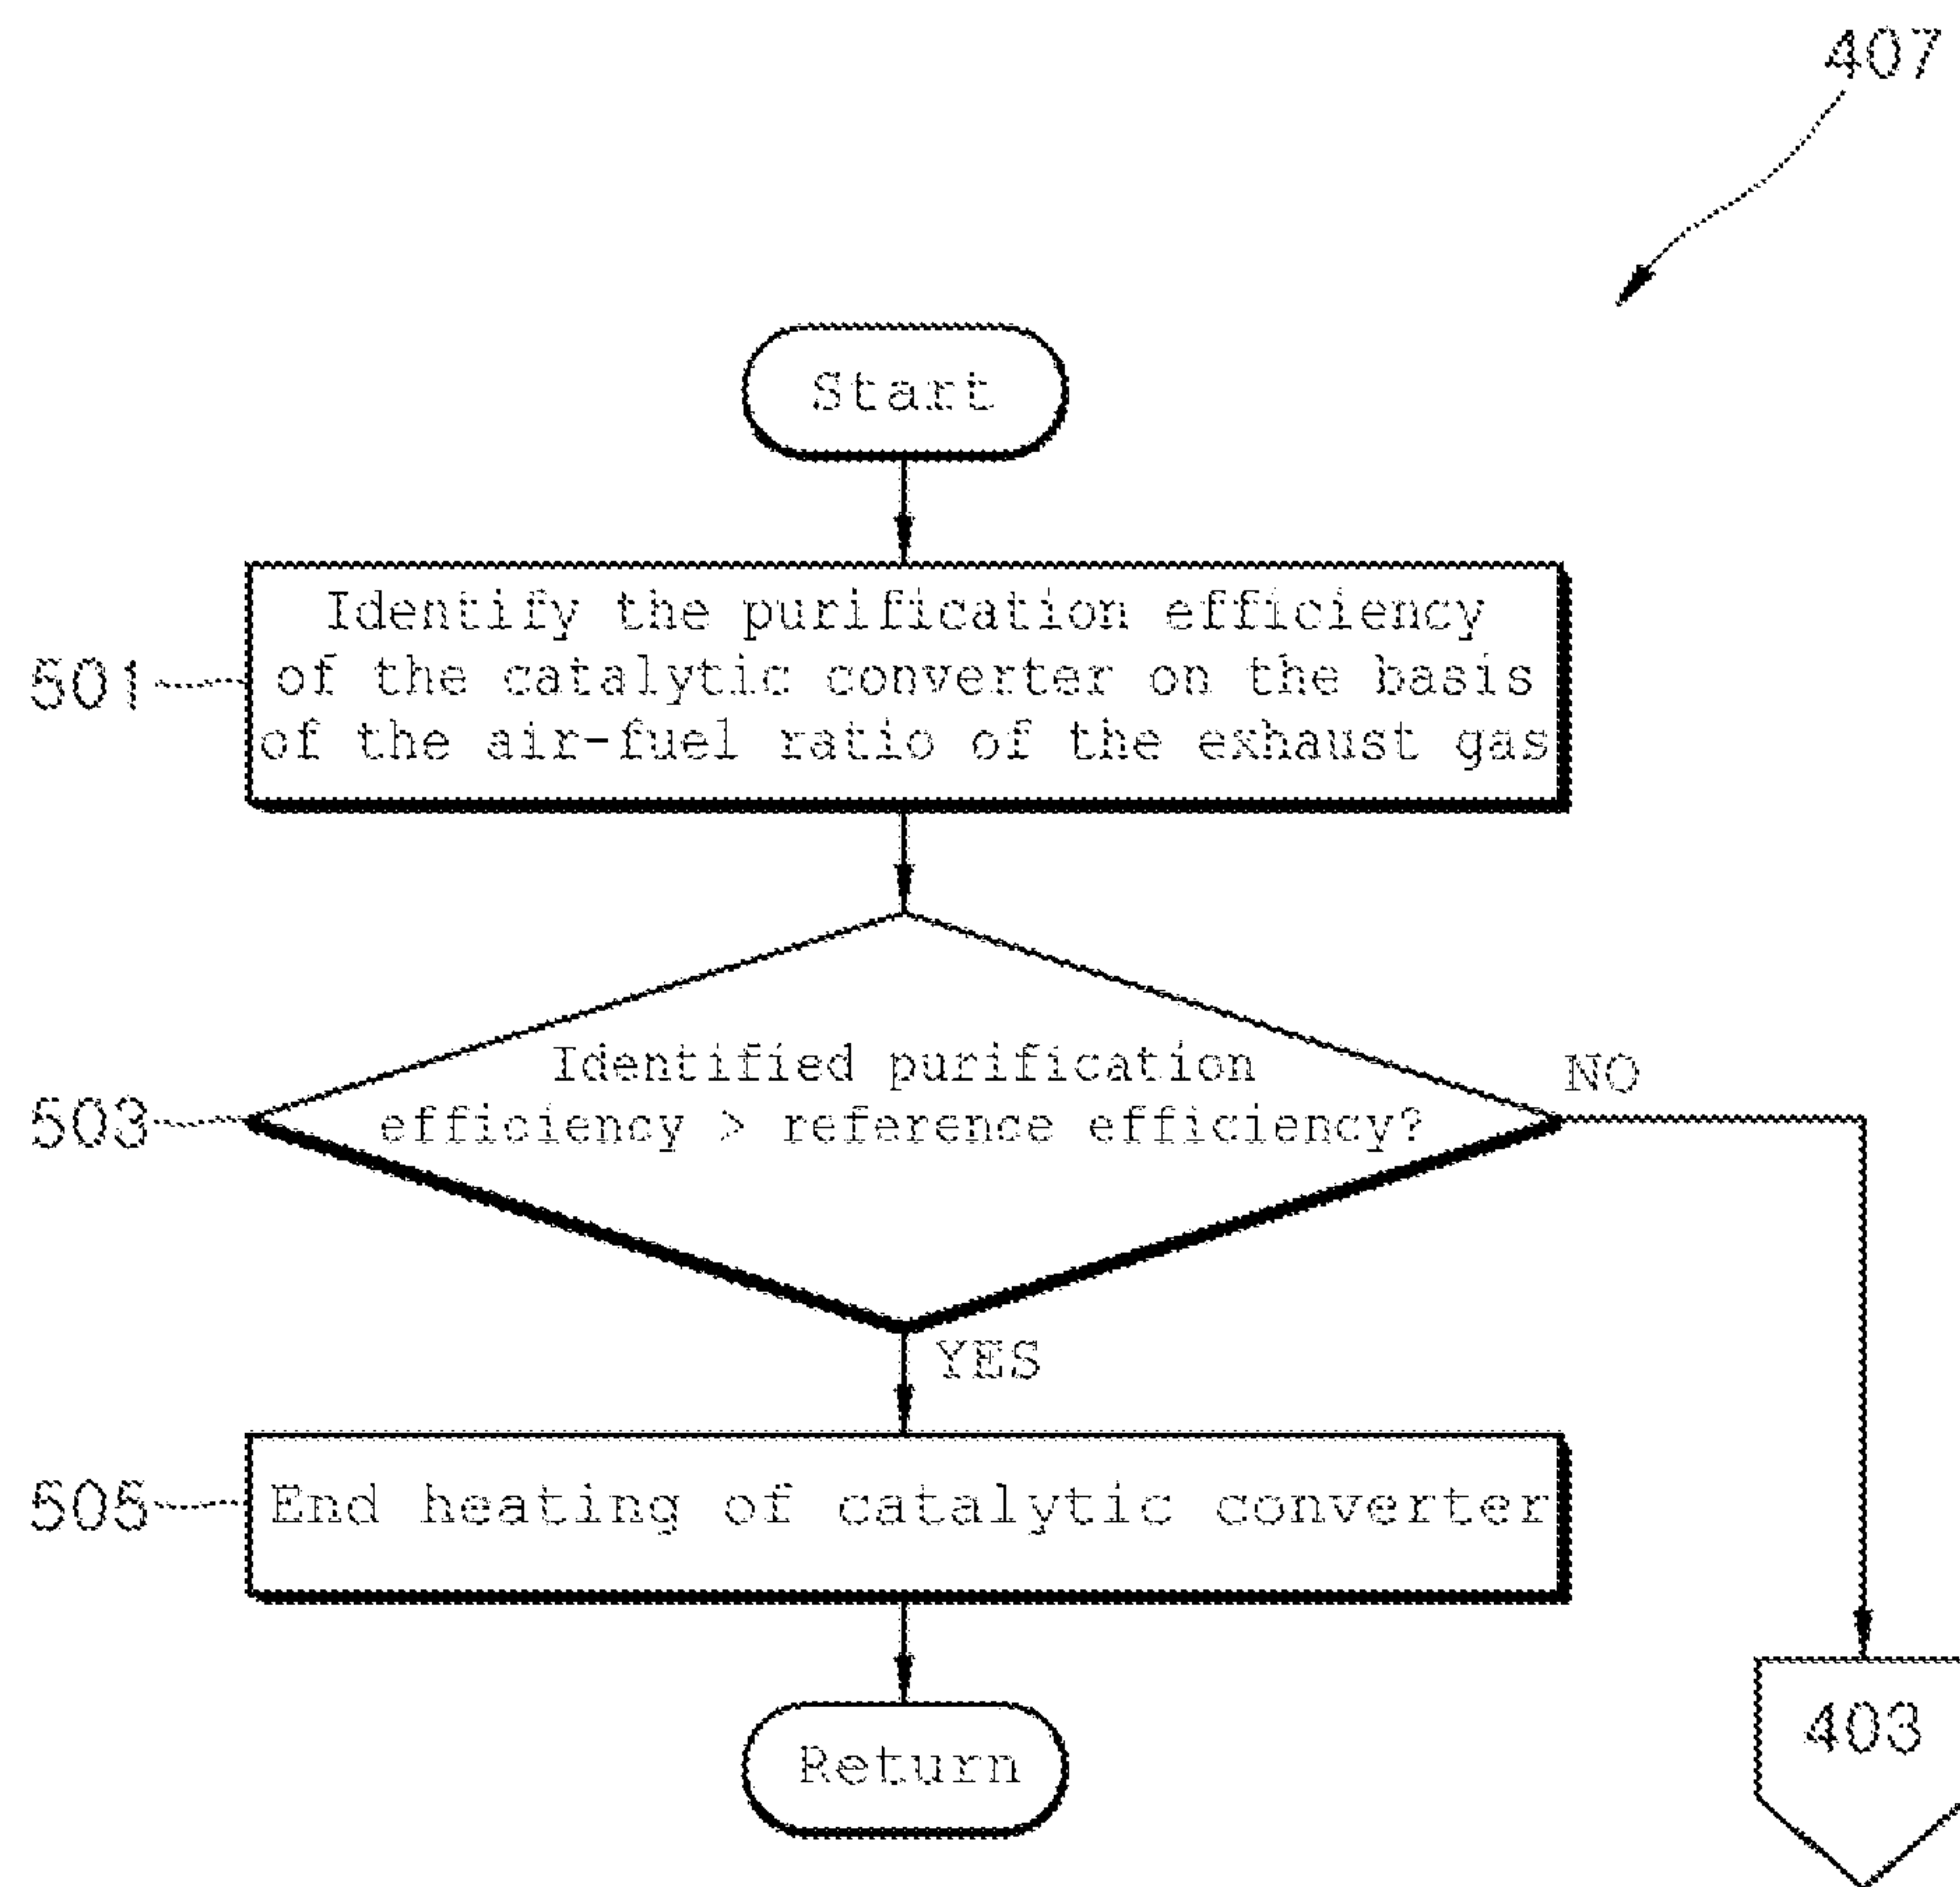 407
Start
501
Identify the purification efficiency
of the catalytic converter on the basis
of the air-fuel ratio of the exhaust gas
503
Identified purification
efficiency > reference efficiency?
NO
YES
505
End heating of catalytic converter
Return
403